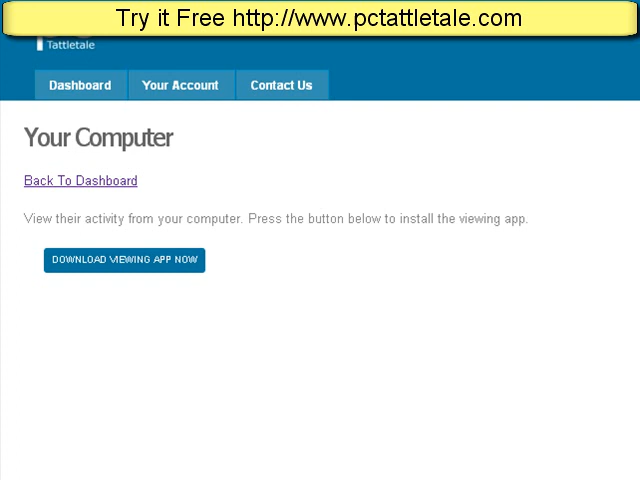 Try it Free http://www.pctattletale.com
Tattletale
Dashboard
Your Account
Contact Us
Your Computer
Back To Dashboard
View their activity from your computer. Press the button below to install the viewing app.
DOWNLOAD VIEWING APP NOW